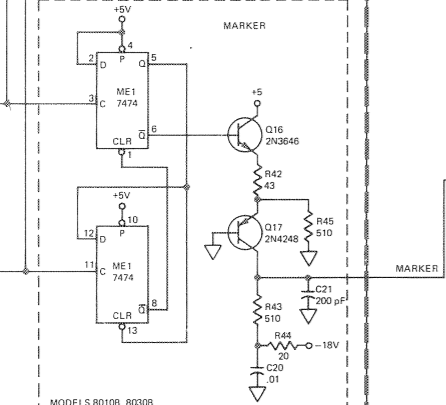 +5V
MARKER
4
2 D P Q 5
ME1
7474
3 C
Q 6
CLR
1
+5
Q16
2N3646
R42
43
+5V
10
12 D P
ME1
7474
11 C
Q 8
CLR
13
Q17
2N4248
R45
510
MARKER
C21
200 pF
R43
510
R44
20
–18V
C20
.01
MODELS 8010B, 8030B